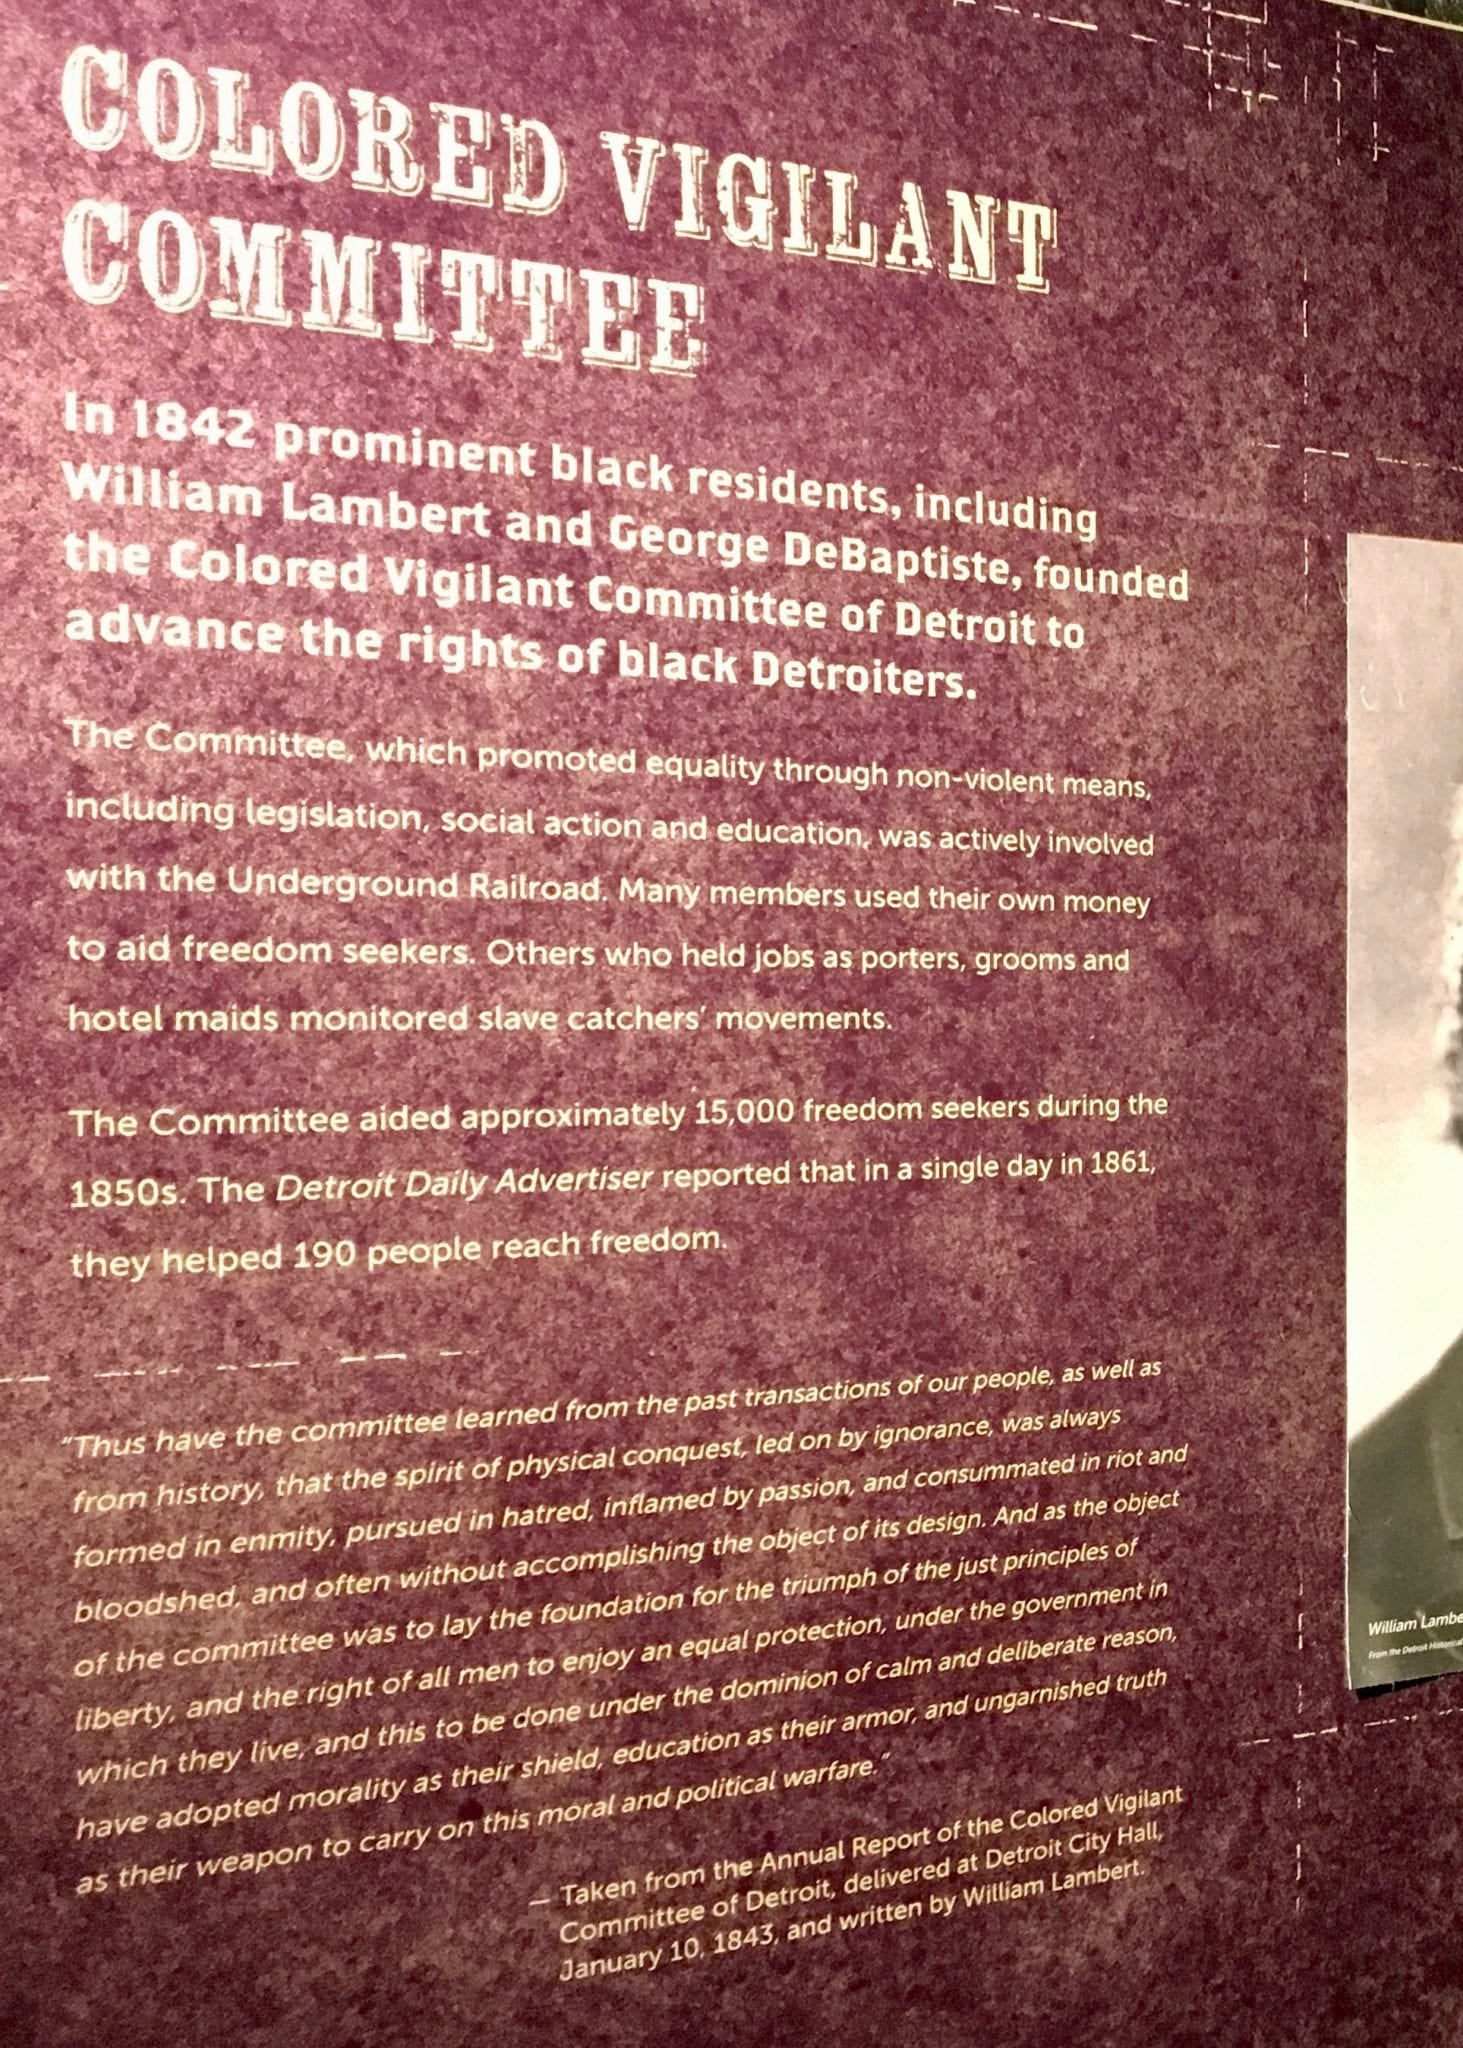 COLORED VIGILANT
COMMITTEE
In 1842 prominent black residents, including
William Lambert and George DeBaptiste, founded
the Colored Vigilant Committee of Detroit to
advance the rights of black Detroiters.
The Committee, which promoted equality through non-violent means,
including legislation, social action and education, was actively involved
with the Underground Railroad. Many members used their own money
to aid freedom seekers. Others who held jobs as porters, grooms and
hotel maids monitored slave catchers' movements.
The Committee aided approximately 15,000 freedom seekers during the
1850s. The Detroit Daily Advertiser reported that in a single day in 1861,
they helped 190 people reach freedom.
"Thus have the committee learned from the past transactions of our people, as well as
from history, that the spirit of physical conquest, led on by ignorance, was always
formed in enmity, pursued in hatred, inflamed by passion, and consummated in riot and
bloodshed, and often without accomplishing the object of its design. And as the object
of the committee was to lay the foundation for the triumph of the just principles of
liberty, and the right of all men to enjoy an equal protection, under the government in
which they live, and this to be done under the dominion of calm and deliberate reason,
have adopted morality as their shield, education as their armor, and ungarnished truth
as their weapon to carry on this moral and political warfare."
— Taken from the Annual Report of the Colored Vigilant
Committee of Detroit, delivered at Detroit City Hall,
January 10, 1843, and written by William Lambert.
William Lambe
From the Detroit Historical